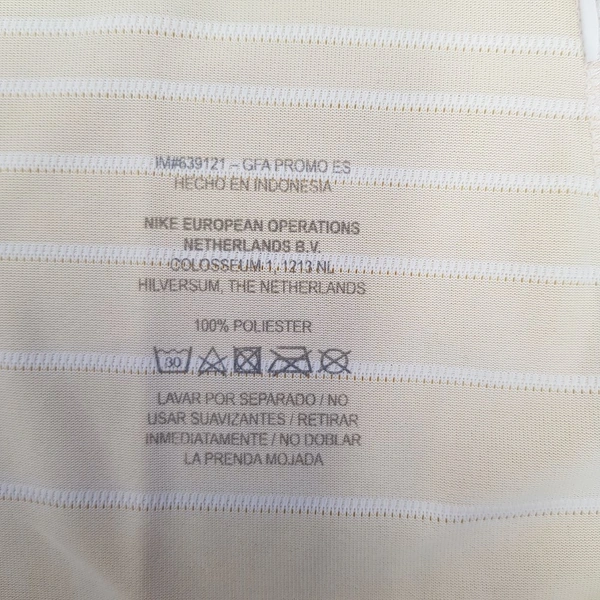 IM#639121 – GFA PROMO ES
HECHO EN INDONESIA
NIKE EUROPEAN OPERATIONS
NETHERLANDS B.V.
COLOSSEUM 1, 1213 NL
HILVERSUM, THE NETHERLANDS
100% POLIESTER
30
LAVAR POR SEPARADO / NO
USAR SUAVIZANTES / RETIRAR
INMEDIATAMENTE / NO DOBLAR
LA PRENDA MOJADA